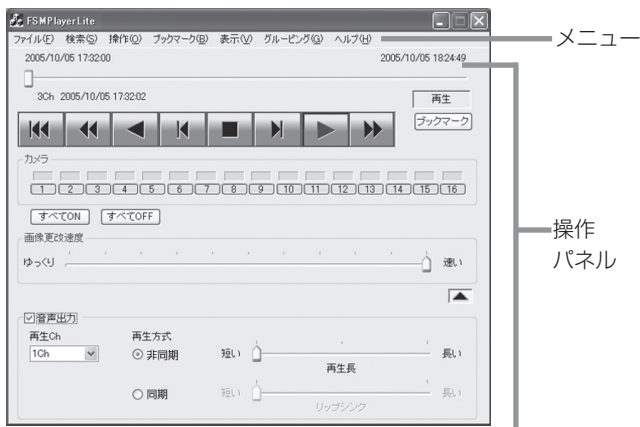 FSMPlayerLite
ファイル(F) 検索(S) 操作(O) ブックマーク(B) 表示(V) グルーピング(G) ヘルプ(H)
メニュー
2005/10/05 17:32:00 2005/10/05 18:24:49
3Ch 2005/10/05 17:32:02
再生
ブックマーク
カメラ
1 2 3 4 5 6 7 8 9 10 11 12 13 14 15 16
すべてON すべてOFF
操作
パネル
画像更改速度
ゆっくり 速い
音声出力
再生Ch 再生方式
1Ch 非同期 短い 長い
再生長
同期 短い 長い
リップシンク